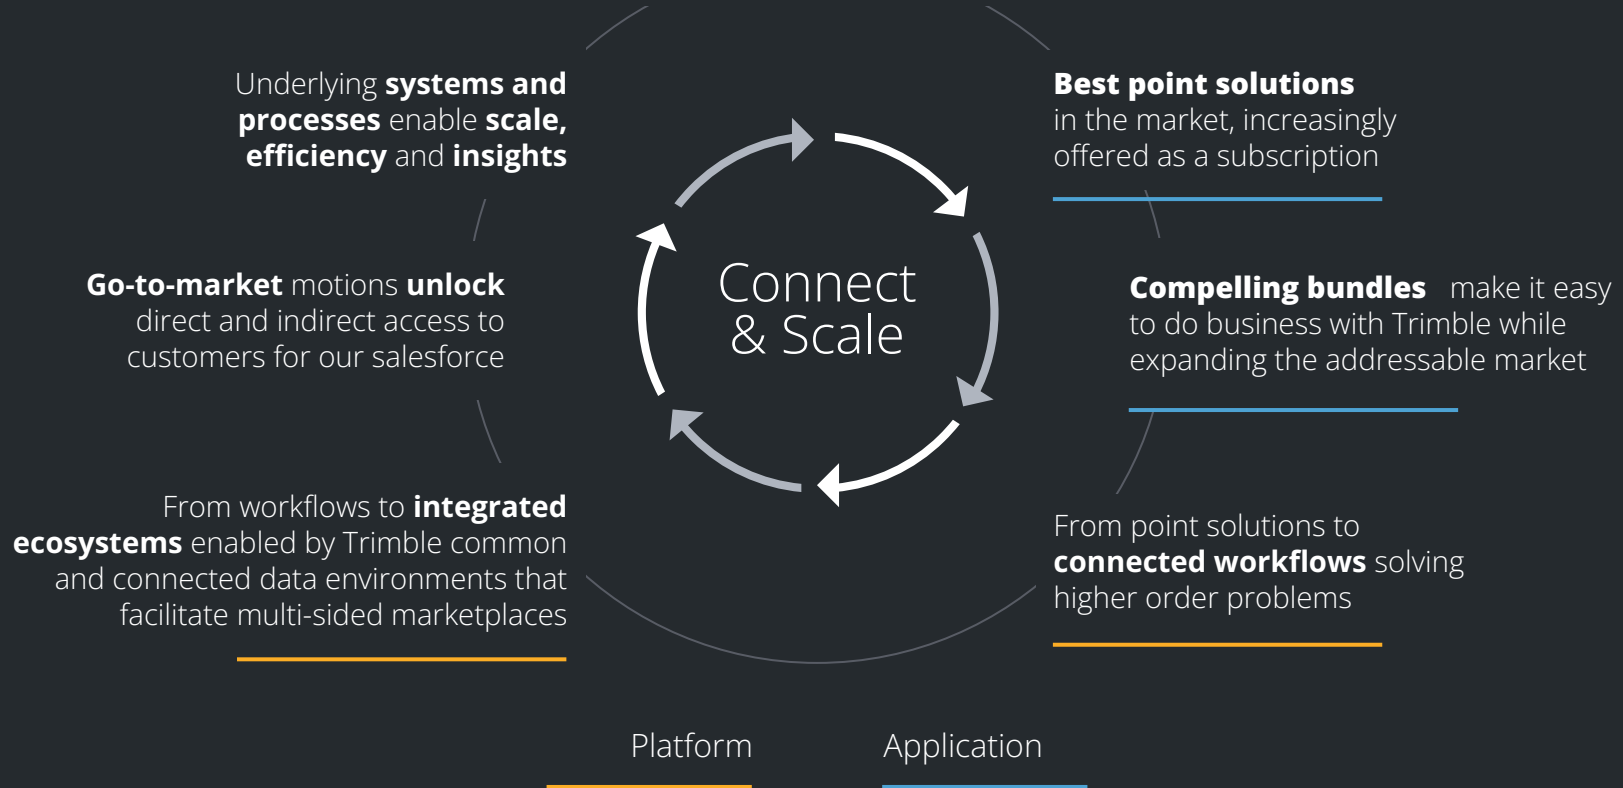 Underlying systems and
processes enable scale,
efficiency and insights
Go-to-market motions unlock
direct and indirect access to
customers for our salesforce
From workflows to integrated
ecosystems enabled by Trimble common
and connected data environments that
facilitate multi-sided marketplaces
Connect
& Scale
Best point solutions
in the market, increasingly
offered as a subscription
Compelling bundles make it easy
to do business with Trimble while
expanding the addressable market
From point solutions to
connected workflows solving
higher order problems
Platform
Application